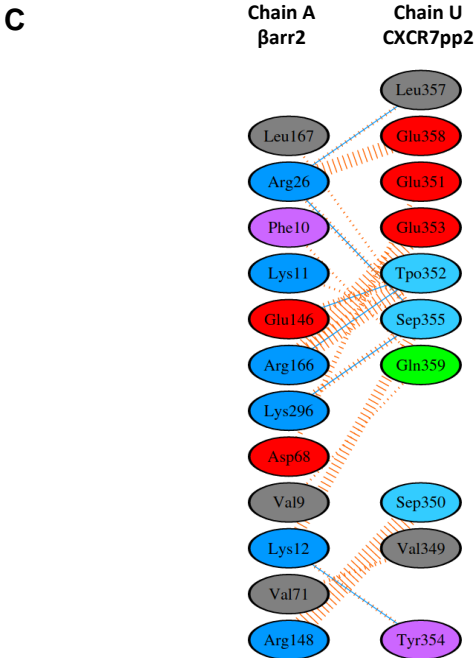 C
Chain A
βarr2
Chain U
CXCR7pp2
Leu357
Leu167
Glu358
Arg26
Glu351
Phe10
Glu353
Lys11
Tpo352
Glu146
Sep355
Arg166
Gln359
Lys296
Asp68
Val9
Sep350
Lys12
Val349
Val71
Arg148
Tyr354